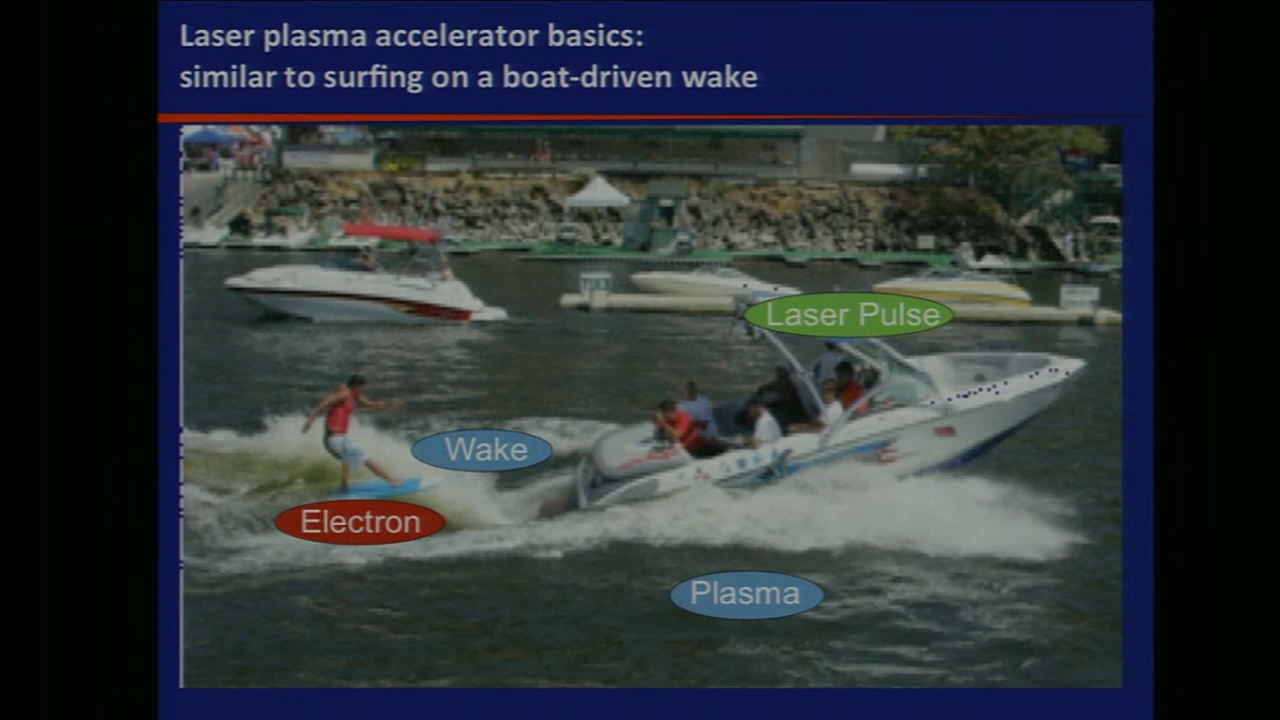 Laser plasma accelerator basics:
similar to surfing on a boat-driven wake
Laser Pulse
Wake
Electron
Plasma